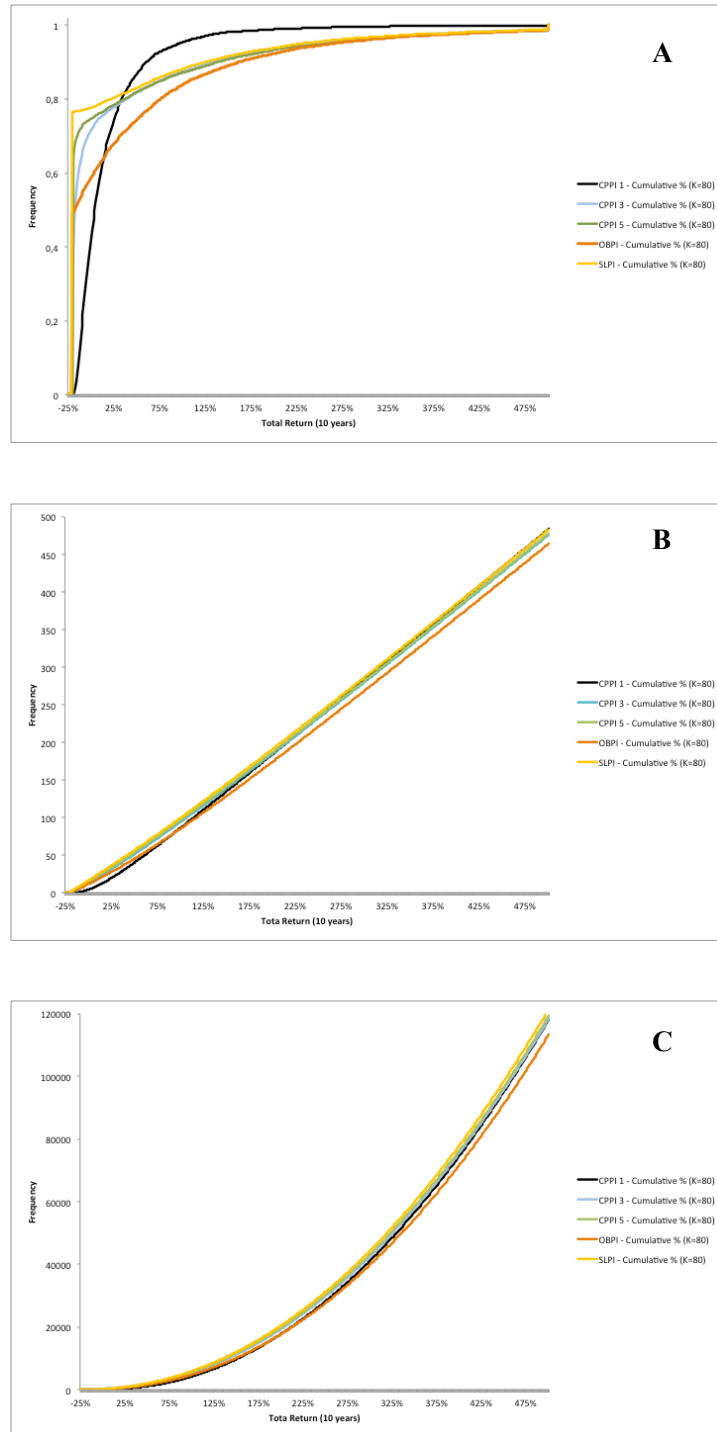 A
1
0,8
0,6
0,4
0,2
0
Frequency
-25% 25% 75% 125% 175% 225% 275% 325% 375% 425% 475%
Total Return (10 years)
CPPI 1 - Cumulative % (K=80)
CPPI 3 - Cumulative % (K=80)
CPPI 5 - Cumulative % (K=80)
OBPI - Cumulative % (K=80)
SLPI - Cumulative % (K=80)
B
500
450
400
350
300
250
200
150
100
50
0
Frequency
-25% 25% 75% 125% 175% 225% 275% 325% 375% 425% 475%
Tota Return (10 years)
CPPI 1 - Cumulative % (K=80)
CPPI 3 - Cumulative % (K=80)
CPPI 5 - Cumulative % (K=80)
OBPI - Cumulative % (K=80)
SLPI - Cumulative % (K=80)
C
120000
100000
80000
60000
40000
20000
0
Frequency
-25% 25% 75% 125% 175% 225% 275% 325% 375% 425% 475%
Tota Return (10 years)
CPPI 1 - Cumulative % (K=80)
CPPI 3 - Cumulative % (K=80)
CPPI 5 - Cumulative % (K=80)
OBPI - Cumulative % (K=80)
SLPI - Cumulative % (K=80)